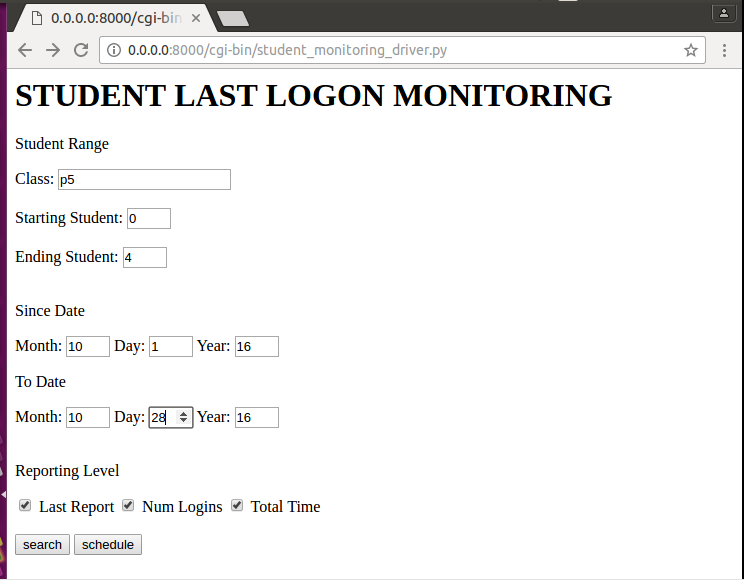 0.0.0.0:8000/cgi-bin
0.0.0.0:8000/cgi-bin/student_monitoring_driver.py
STUDENT LAST LOGON MONITORING
Student Range
Class: p5
Starting Student: 0
Ending Student: 4
Since Date
Month: 10 Day: 1 Year: 16
To Date
Month: 10 Day: 28 Year: 16
Reporting Level
Last Report Num Logins Total Time
search schedule